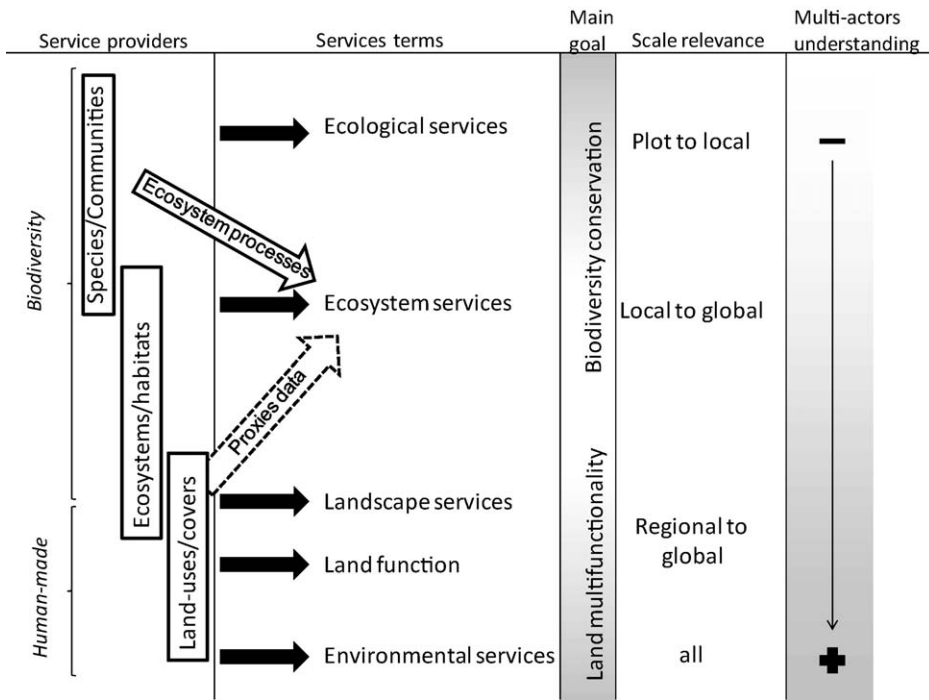 Service providers
Services terms
Main
goal
Scale relevance
Multi-actors
understanding
Biodiversity
Human-made
Species/Communities
Ecosystems/habitats
Land-uses/covers
Ecosystem processes
Proxies data
Ecological services
Ecosystem services
Landscape services
Land function
Environmental services
Biodiversity conservation
Land multifunctionality
Plot to local
Local to global
Regional to
global
all
−
+